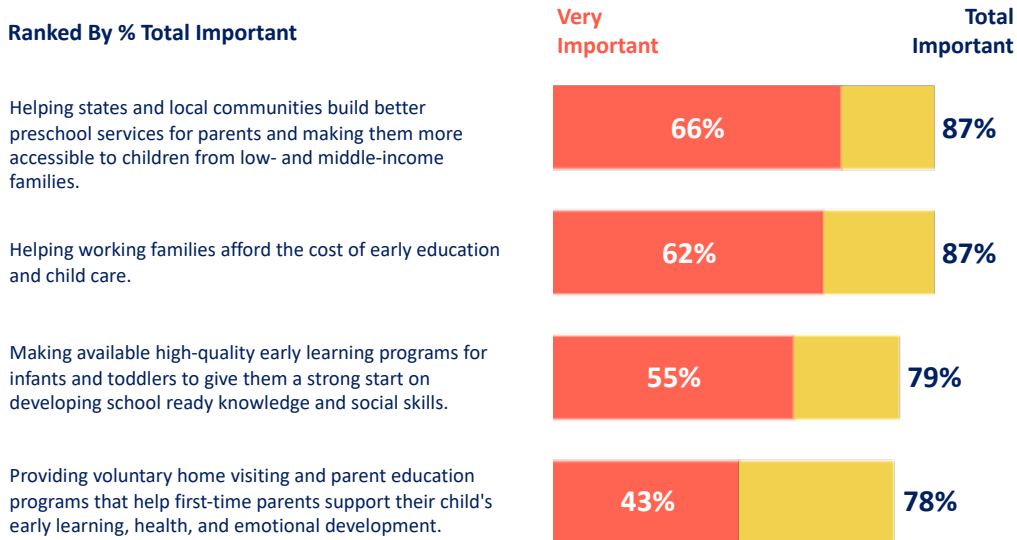 Ranked By % Total Important
Very
Important
Total
Important
Helping states and local communities build better
preschool services for parents and making them more
accessible to children from low- and middle-income
families.
66%
87%
Helping working families afford the cost of early education
and child care.
62%
87%
Making available high-quality early learning programs for
infants and toddlers to give them a strong start on
developing school ready knowledge and social skills.
55%
79%
Providing voluntary home visiting and parent education
programs that help first-time parents support their child's
early learning, health, and emotional development.
43%
78%